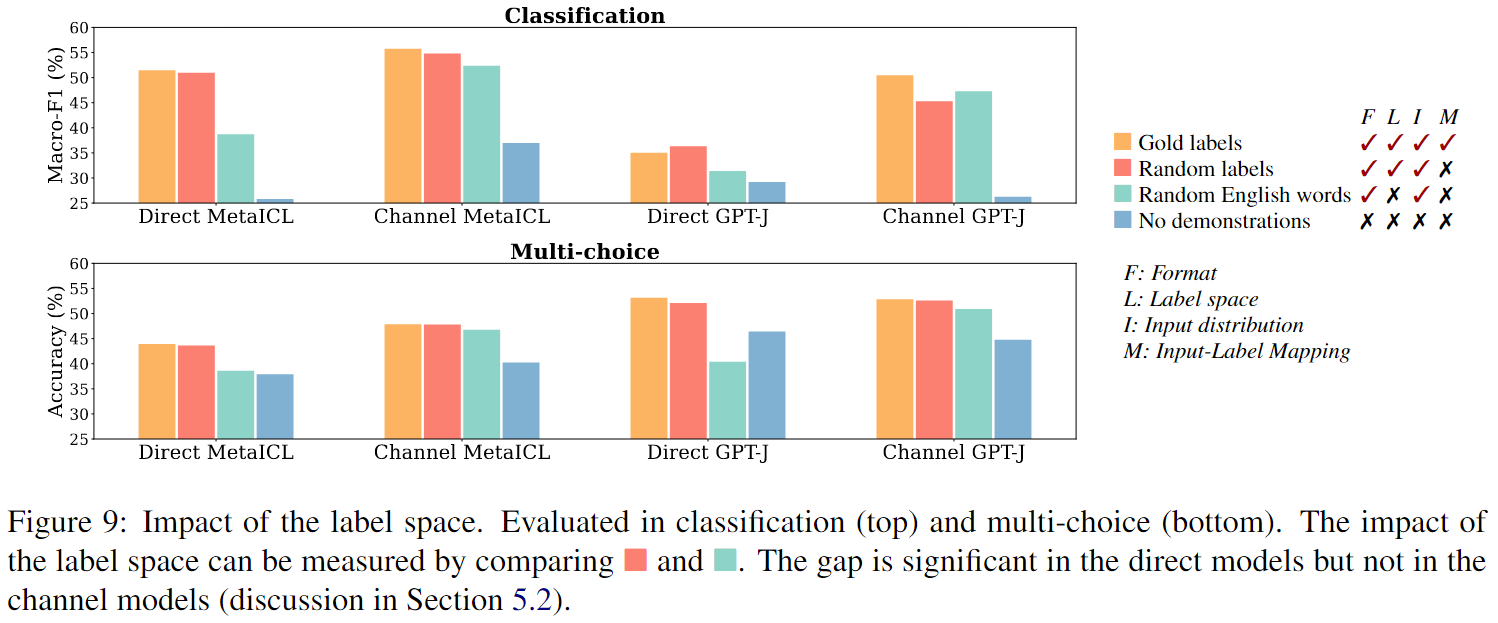 Classification
Macro-F1 (%)
60
55
50
45
40
35
30
25
Direct MetaICL Channel MetaICL Direct GPT-J Channel GPT-J
Multi-choice
Accuracy (%)
60
55
50
45
40
35
30
25
Direct MetaICL Channel MetaICL Direct GPT-J Channel GPT-J
F L I M
Gold labels ✓ ✓ ✓ ✓
Random labels ✓ ✓ ✓ ✗
Random English words ✓ ✗ ✓ ✗
No demonstrations ✗ ✗ ✗ ✗
F: Format
L: Label space
I: Input distribution
M: Input-Label Mapping
Figure 9: Impact of the label space. Evaluated in classification (top) and multi-choice (bottom). The impact of
the label space can be measured by comparing ■ and ■. The gap is significant in the direct models but not in the
channel models (discussion in Section 5.2).